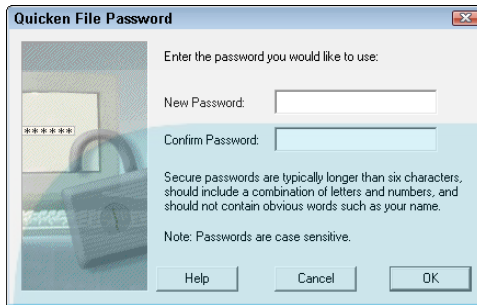 Quicken File Password
Enter the password you would like to use:
New Password:
******
Confirm Password:
Secure passwords are typically longer than six characters,
should include a combination of letters and numbers, and
should not contain obvious words such as your name.
Note: Passwords are case sensitive.
Help Cancel OK